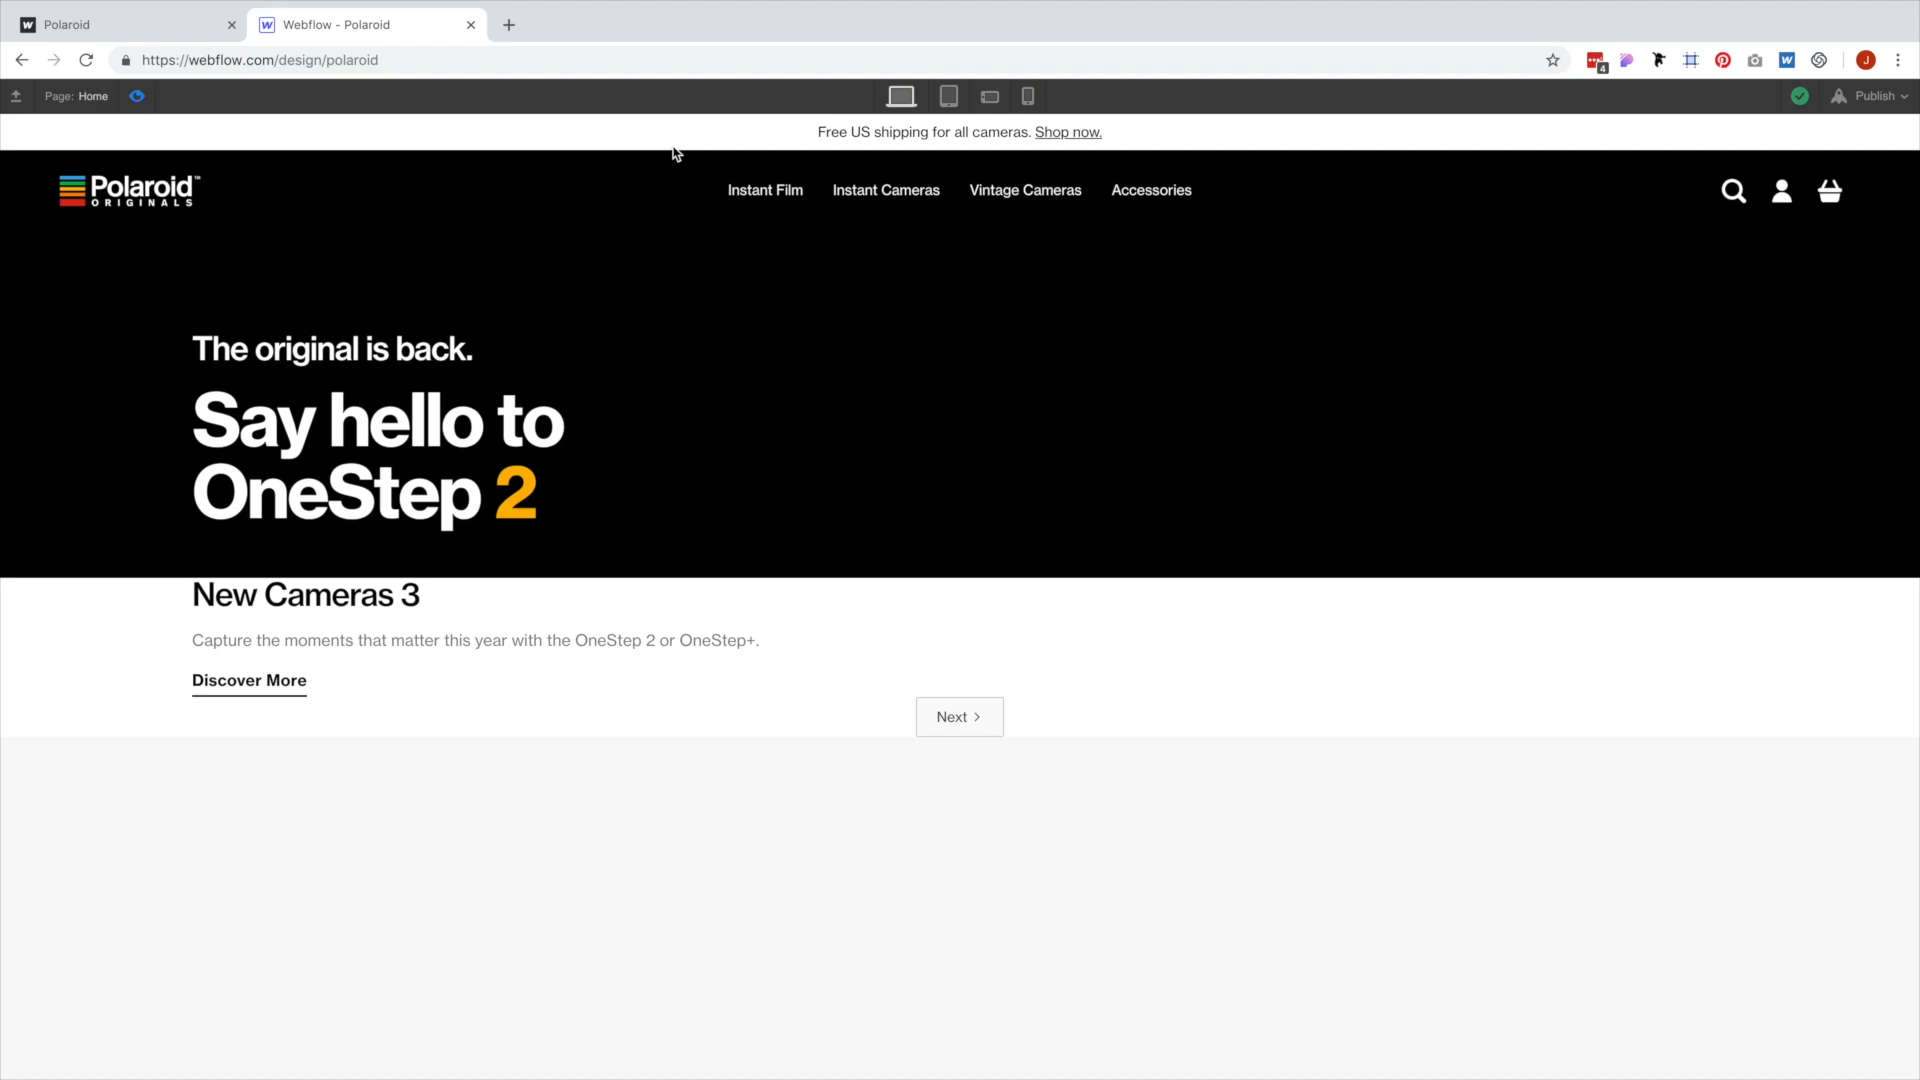 Polaroid
Webflow - Polaroid
https://webflow.com/design/polaroid
4
W
J
Page: Home
Publish
Free US shipping for all cameras. Shop now.
Polaroid™
ORIGINALS
Instant Film
Instant Cameras
Vintage Cameras
Accessories
The original is back.
Say hello to
OneStep 2
New Cameras 3
Capture the moments that matter this year with the OneStep 2 or OneStep+.
Discover More
Next